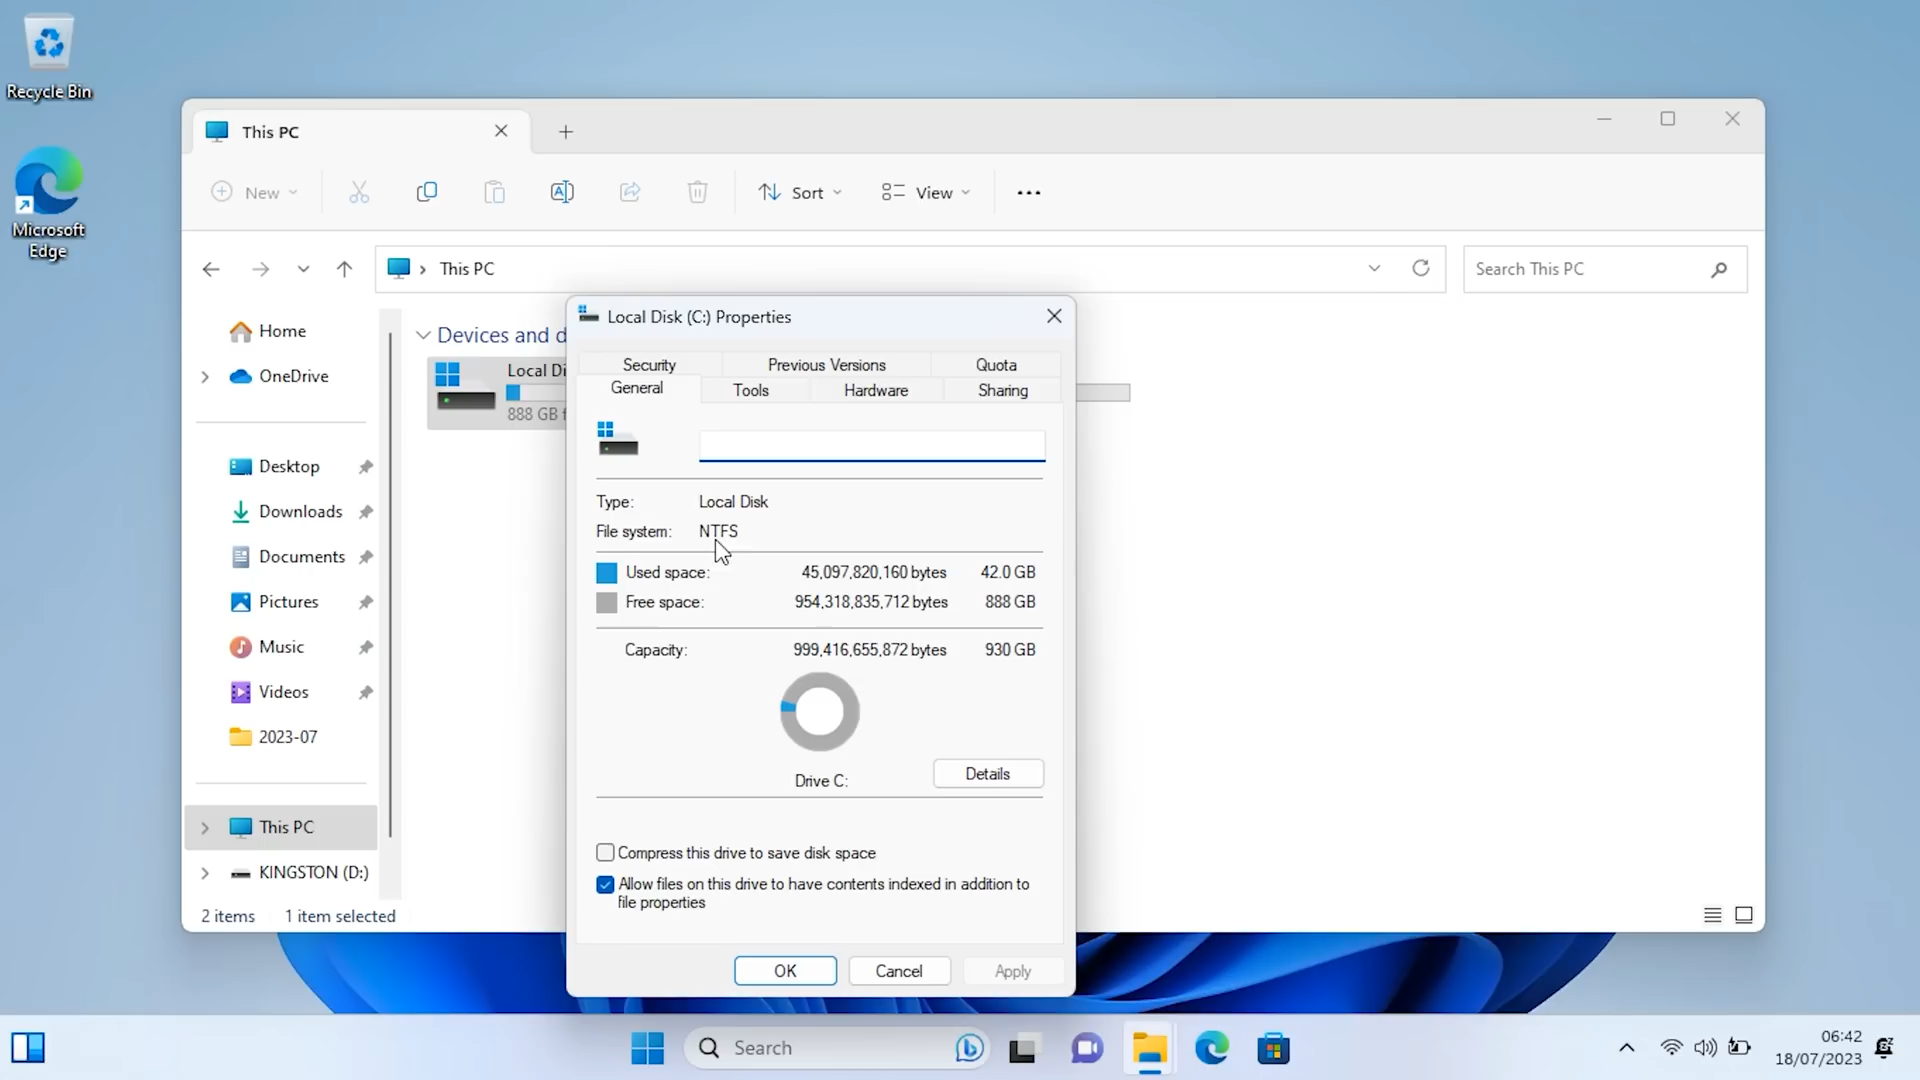 Recycle Bin
Microsoft
Edge
This PC
New
Sort
View
This PC
Search This PC
Home
OneDrive
Desktop
Downloads
Documents
Pictures
Music
Videos
2023-07
This PC
KINGSTON (D:)
2 items 1 item selected
Devices and d
Local Di
888 GB f
Local Disk (C:) Properties
Security Previous Versions Quota
General Tools Hardware Sharing
Type: Local Disk
File system: NTFS
Used space: 45,097,820,160 bytes 42.0 GB
Free space: 954,318,835,712 bytes 888 GB
Capacity: 999,416,655,872 bytes 930 GB
Drive C:
Details
Compress this drive to save disk space
Allow files on this drive to have contents indexed in addition to
file properties
OK Cancel Apply
Search
06:42
18/07/2023